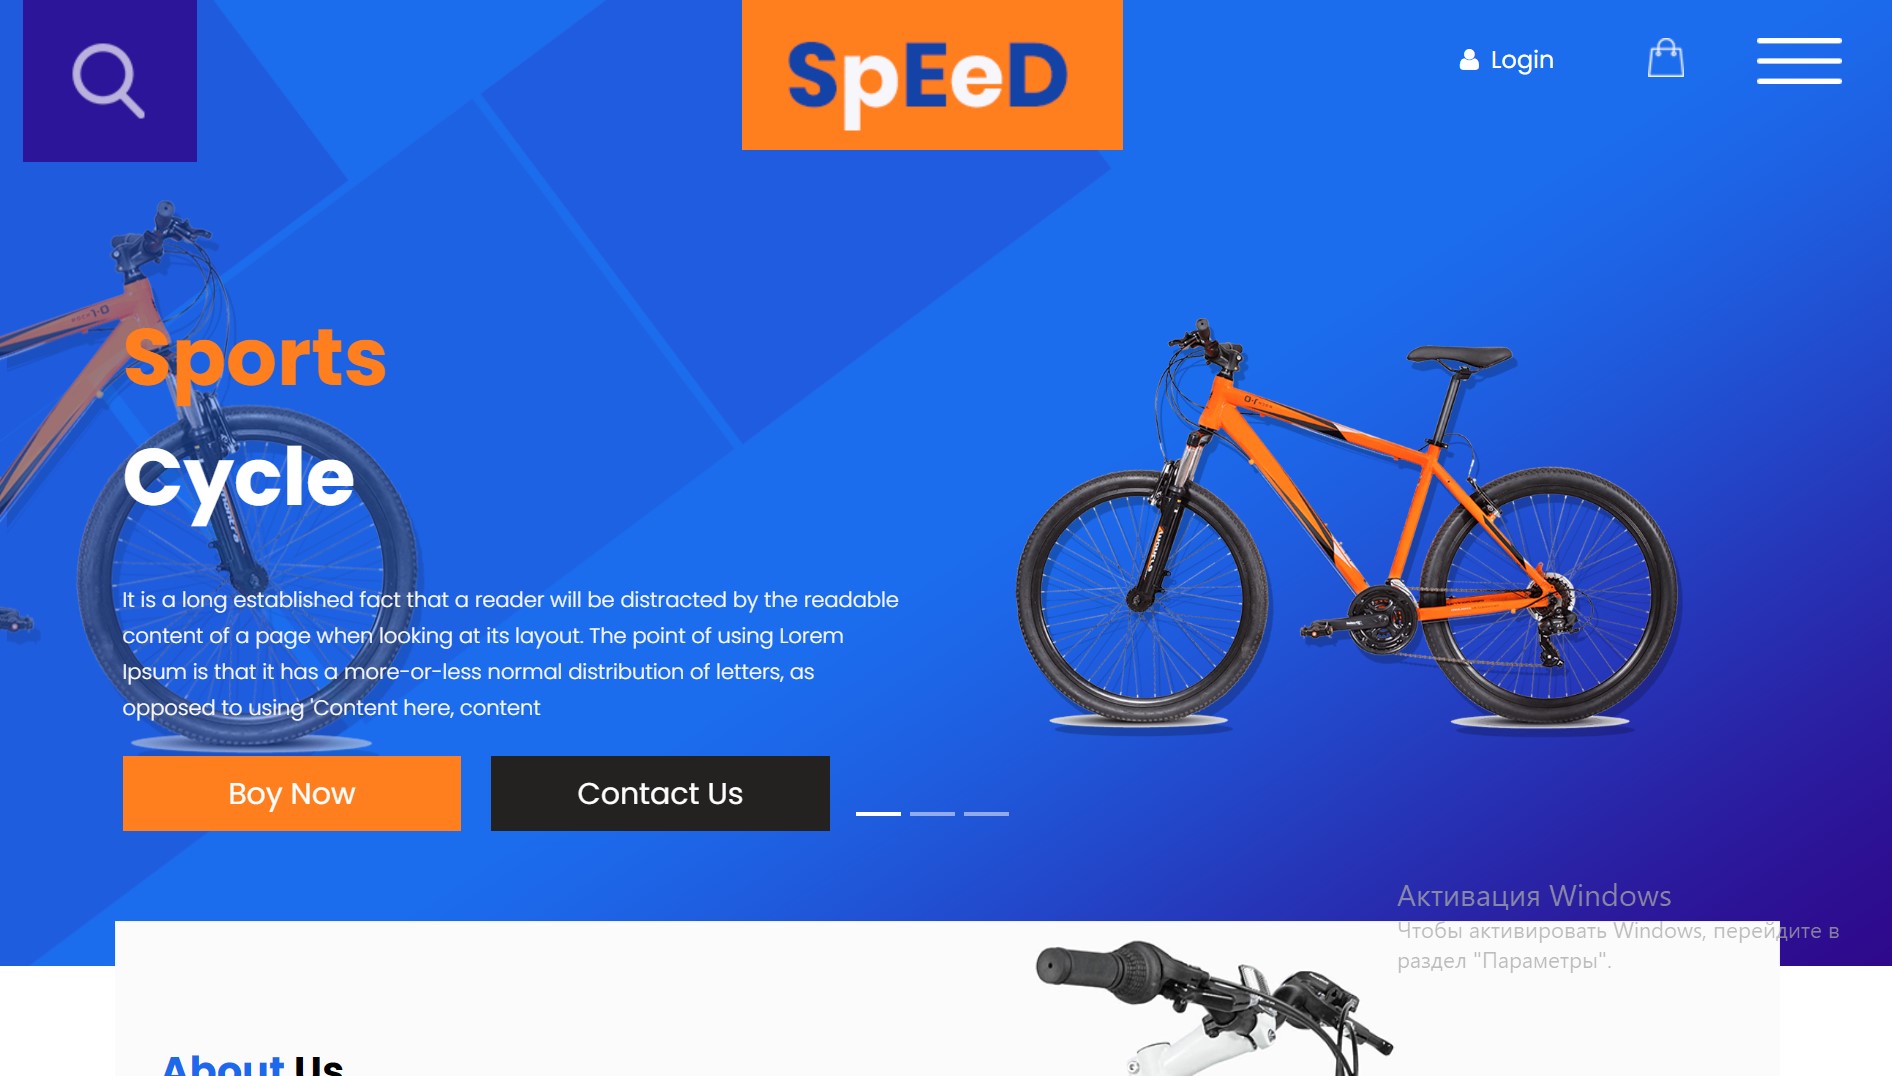 SpEeD
Login
Sports
Cycle
It is a long established fact that a reader will be distracted by the readable
content of a page when looking at its layout. The point of using Lorem
Ipsum is that it has a more-or-less normal distribution of letters, as
opposed to using 'Content here, content
Boy Now
Contact Us
Активация Windows
Чтобы активировать Windows, перейдите в
раздел "Параметры".
About Us